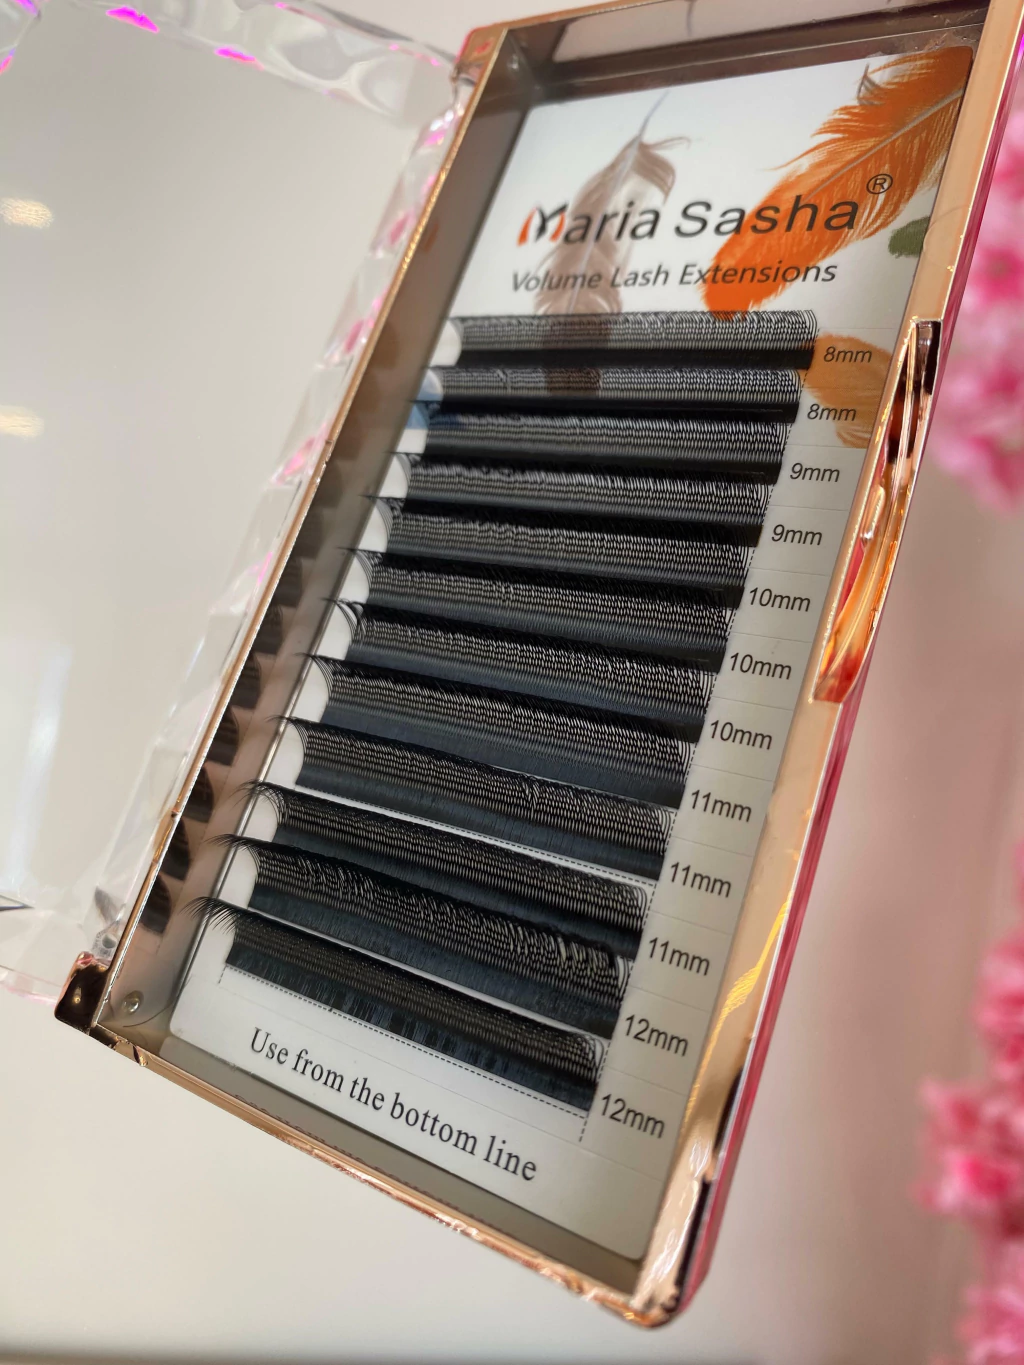 Maria Sasha®
Volume Lash Extensions
8mm
8mm
9mm
9mm
10mm
10mm
10mm
11mm
11mm
11mm
12mm
12mm
Use from the bottom line